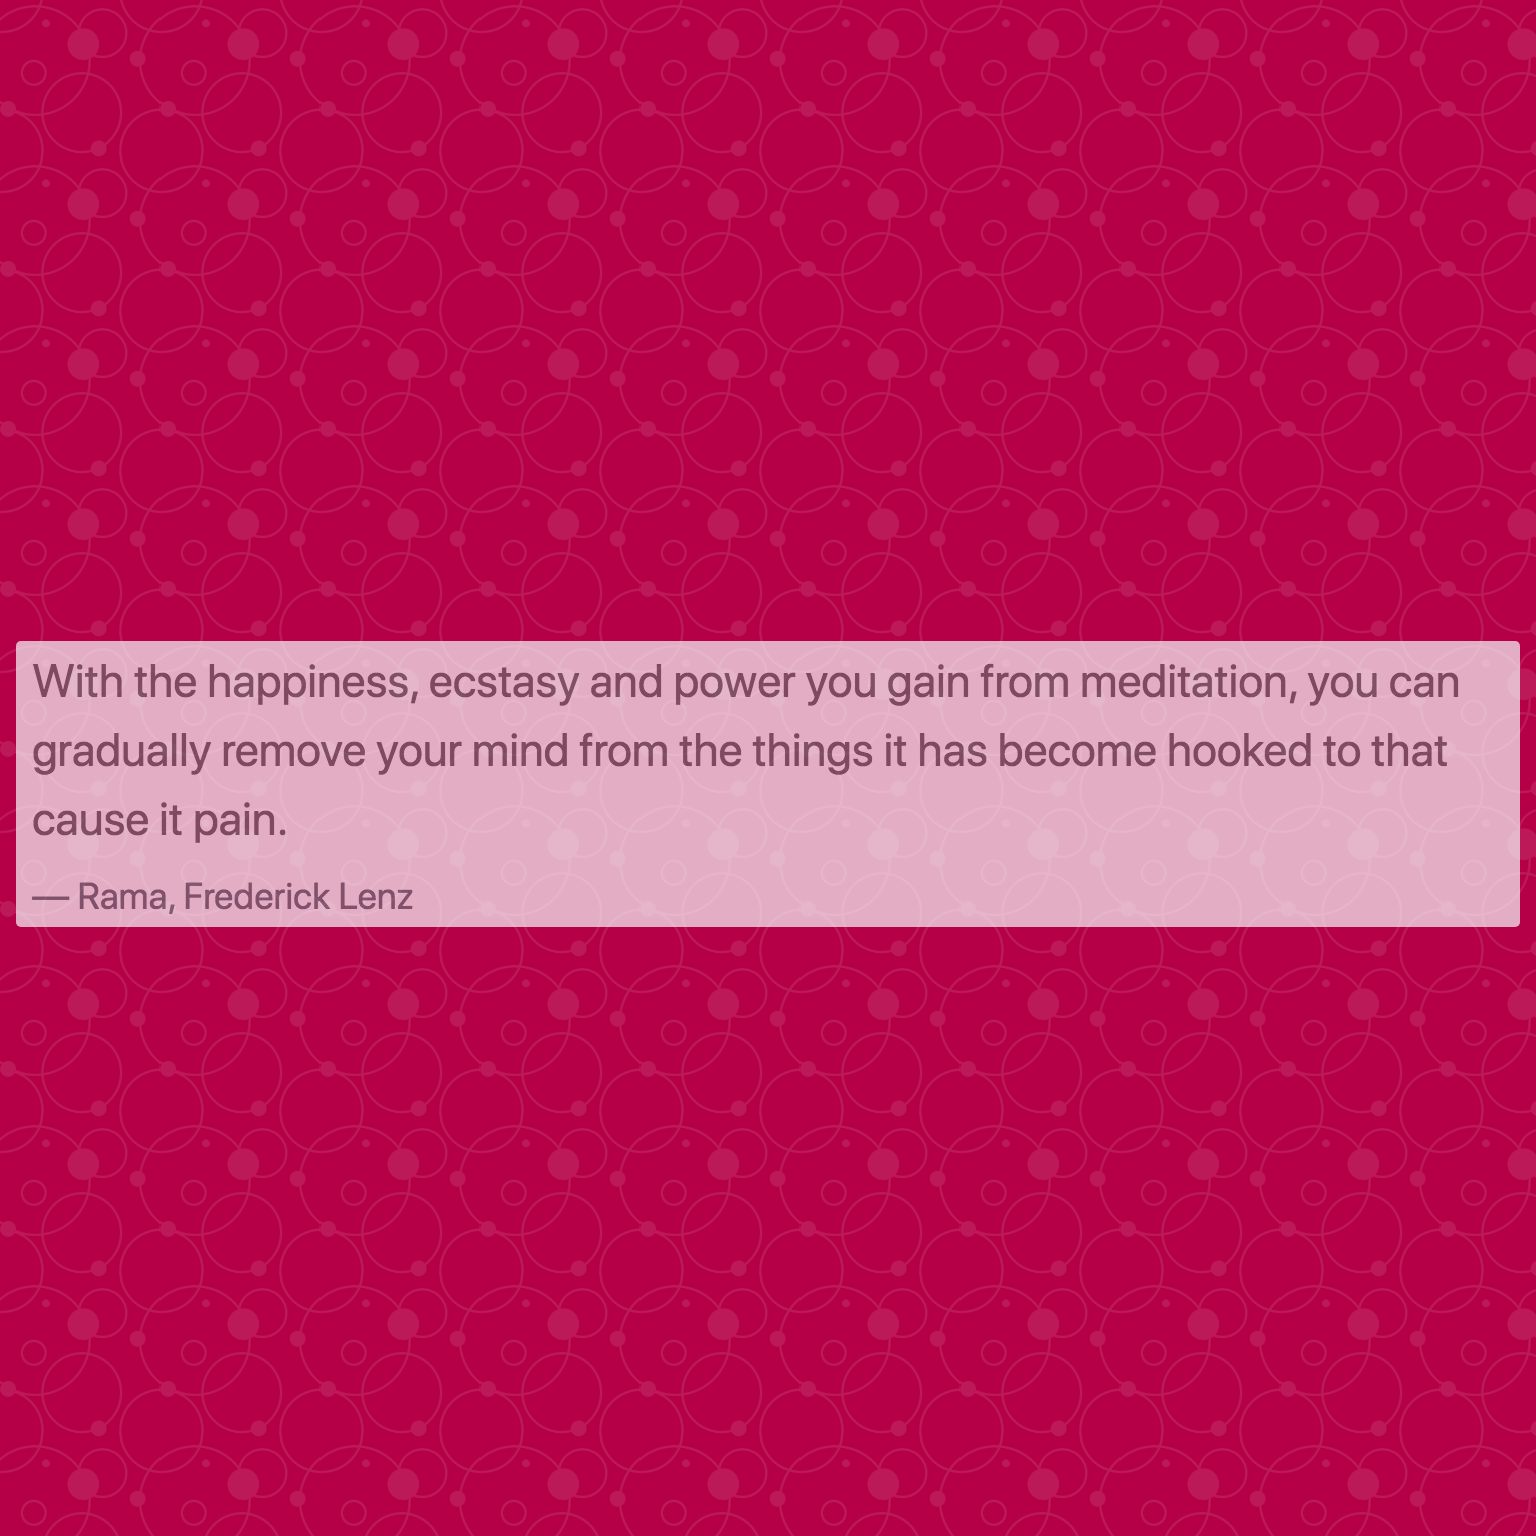 With the happiness, ecstasy and power you gain from meditation, you can
gradually remove your mind from the things it has become hooked to that
cause it pain.
— Rama, Frederick Lenz